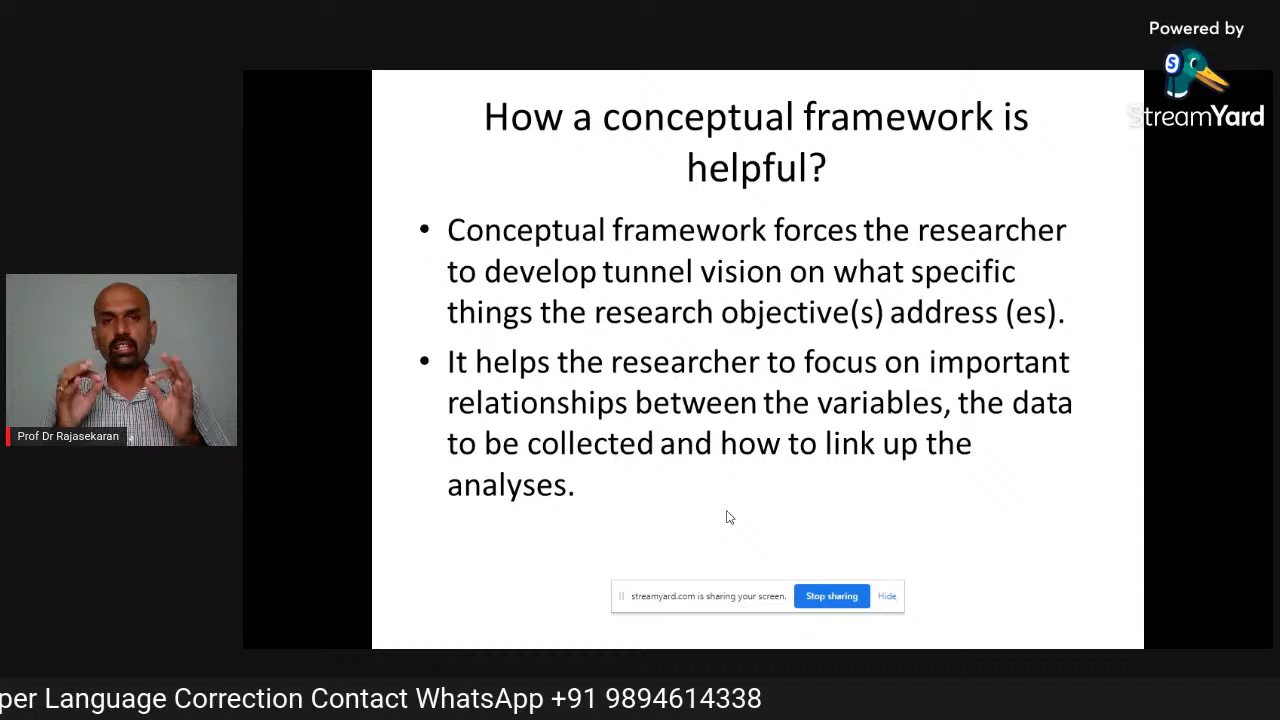 Powered by
S
StreamYard
How a conceptual framework is
helpful?
• Conceptual framework forces the researcher
to develop tunnel vision on what specific
things the research objective(s) address (es).
• It helps the researcher to focus on important
relationships between the variables, the data
to be collected and how to link up the
analyses.
Prof Dr Rajasekaran
streamyard.com is sharing your screen. Stop sharing Hide
per Language Correction Contact WhatsApp +91 9894614338